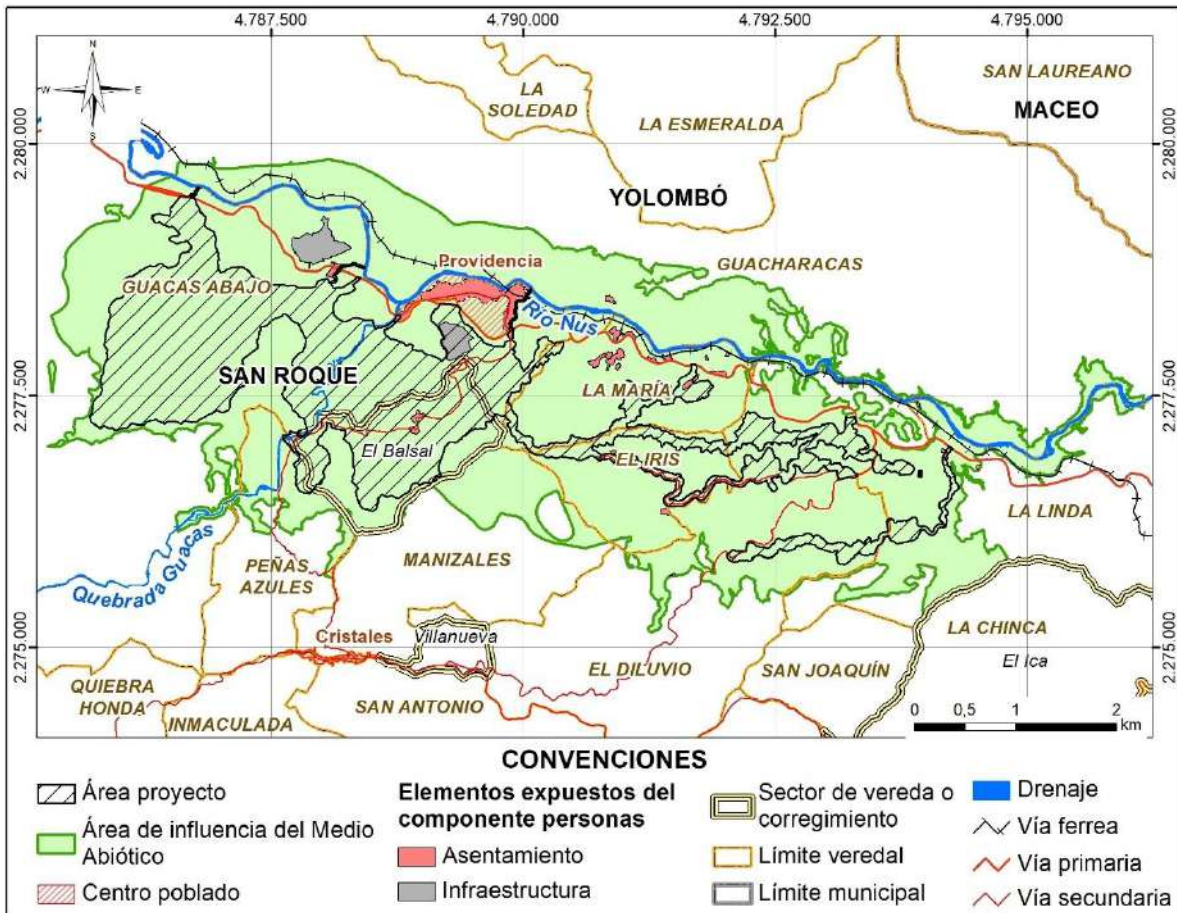 4.787.500
4.790.000
4.792.500
4.795.000
N
W
E
S
2.280.000
2.277.500
2.275.000
2.280.000
2.277.500
2.275.000
LA
SOLEDAD
LA ESMERALDA
SAN LAUREANO
MACEO
YOLOMBÓ
GUACHARACAS
Providencia
GUACAS ABAJO
Río Nus
SAN ROQUE
LA MARÍA
El Balsal
EL IRIS
LA LINDA
Quebrada Guacas
PEÑAS
AZULES
MANIZALES
Cristales
Villanueva
LA CHINCA
El Ica
EL DILUVIO
SAN JOAQUÍN
QUIEBRA
HONDA
INMACULADA
SAN ANTONIO
0 0,5 1 2
km
CONVENCIONES
Área proyecto
Área de influencia del Medio
Abiótico
Centro poblado
Elementos expuestos del
componente personas
Asentamiento
Infraestructura
Sector de vereda o
corregimiento
Límite veredal
Límite municipal
Drenaje
Vía ferrea
Vía primaria
Vía secundaria